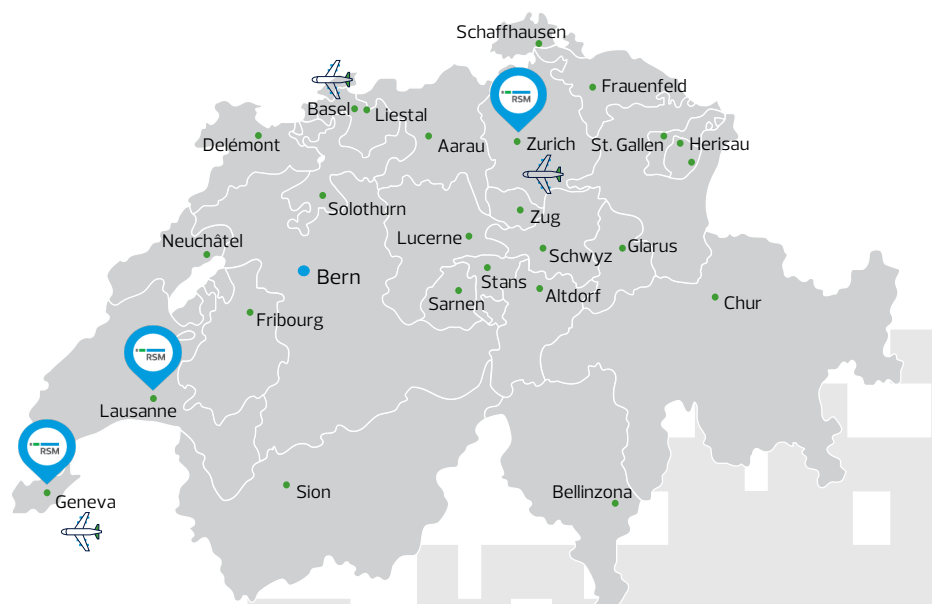 Schaffhausen
RSM
Frauenfeld
Basel
Liestal
Delémont
Aarau
Zurich
St. Gallen
Herisau
Solothurn
Zug
Neuchâtel
Lucerne
Schwyz
Glarus
Bern
Stans
Sarnen
Altdorf
Chur
Fribourg
RSM
Lausanne
RSM
Geneva
Sion
Bellinzona